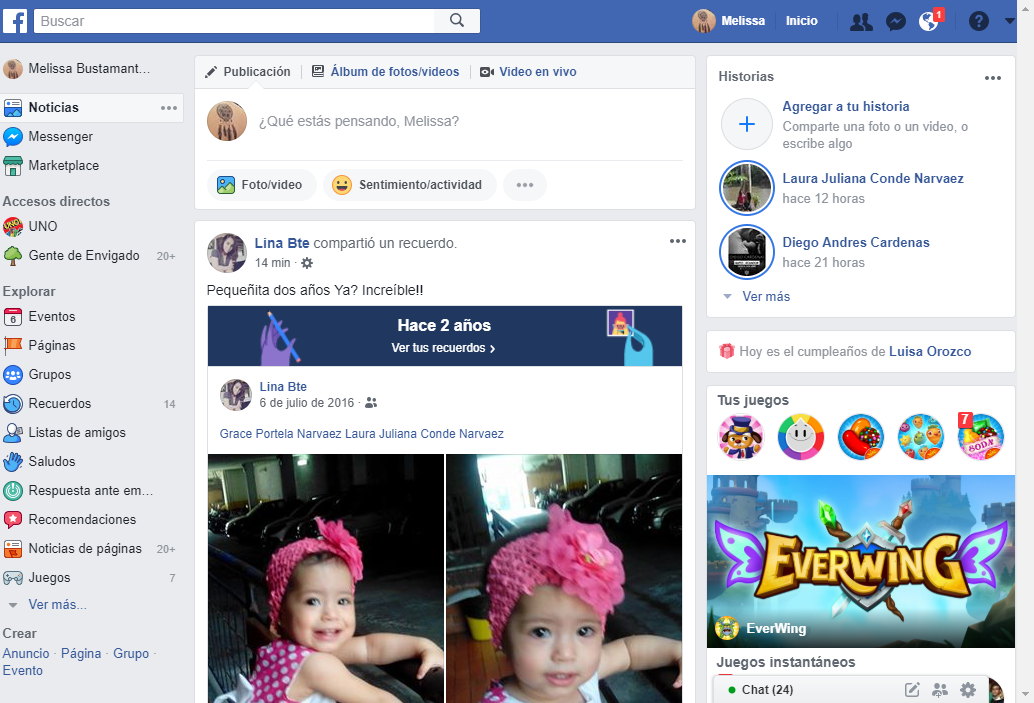 f
Buscar
Melissa
Inicio
1
?
Melissa Bustamant...
Noticias
Messenger
Marketplace
Accesos directos
UNO
Gente de Envigado 20+
Explorar
6
Eventos
Páginas
Grupos
Recuerdos 14
Listas de amigos
Saludos
Respuesta ante em...
Recomendaciones
Noticias de páginas 20+
Juegos 7
Ver más...
Crear
Anuncio · Página · Grupo ·
Evento
Publicación
Álbum de fotos/videos
Video en vivo
¿Qué estás pensando, Melissa?
Foto/video
Sentimiento/actividad
Lina Bte compartió un recuerdo.
14 min ·
Pequeñita dos años Ya? Increíble!!
Hace 2 años
Ver tus recuerdos ›
Lina Bte
6 de julio de 2016 ·
Grace Portela Narvaez Laura Juliana Conde Narvaez
Historias
Agregar a tu historia
Comparte una foto o un video, o
escribe algo
Laura Juliana Conde Narvaez
hace 12 horas
Diego Andres Cardenas
hace 21 horas
Ver más
Hoy es el cumpleaños de Luisa Orozco
Tus juegos
7
SODA
EVERWING
EverWing
Juegos instantáneos
Chat (24)